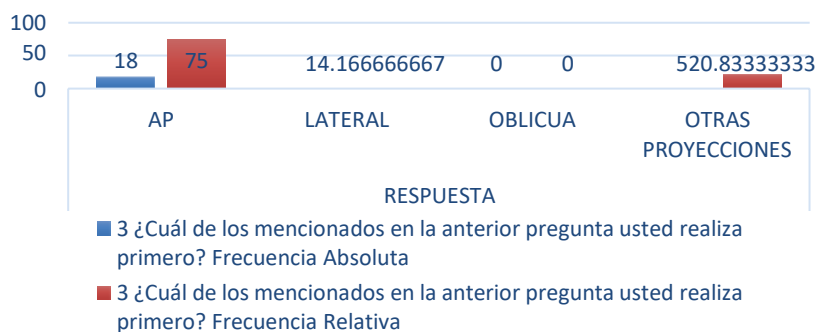 100
50
0
18 75 14.166666667 0 0 520.83333333
AP LATERAL OBLICUA OTRAS
PROYECCIONES
RESPUESTA
3 ¿Cuál de los mencionados en la anterior pregunta usted realiza
primero? Frecuencia Absoluta
3 ¿Cuál de los mencionados en la anterior pregunta usted realiza
primero? Frecuencia Relativa